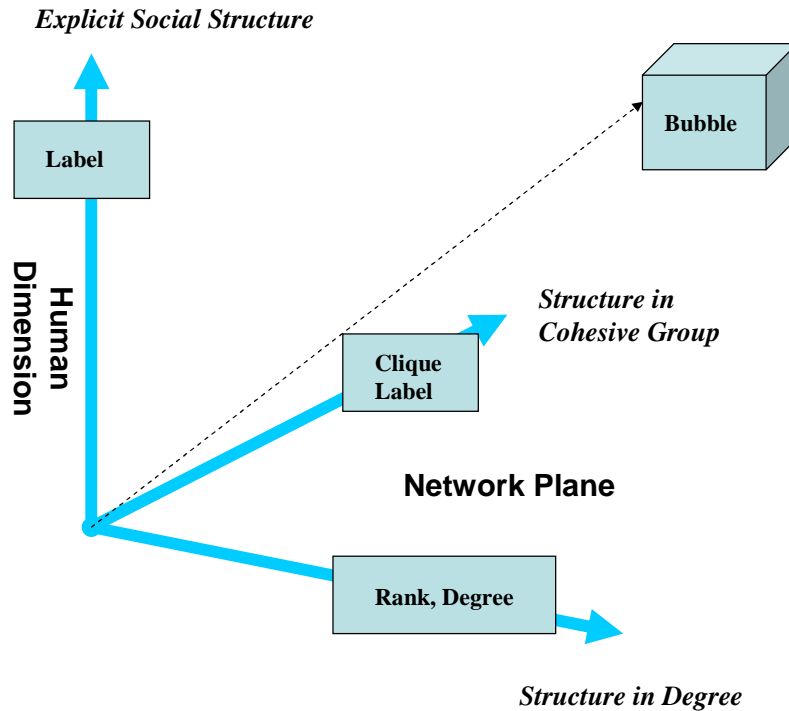 Explicit Social Structure
Bubble
Label
Human
Dimension
Structure in
Cohesive Group
Clique
Label
Network Plane
Rank, Degree
Structure in Degree